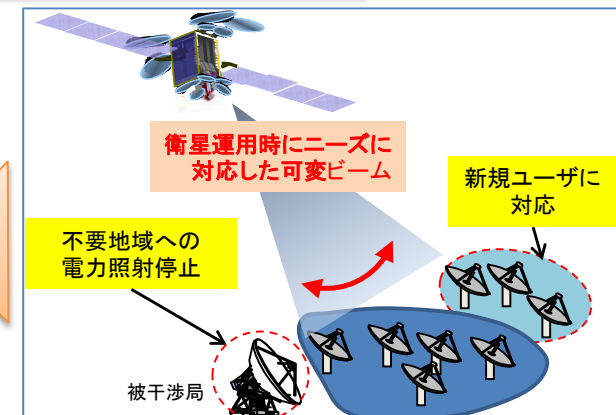 衛星運用時にニーズに
対応した可変ビーム
新規ユーザに
対応
不要地域への
電力照射停止
被干渉局